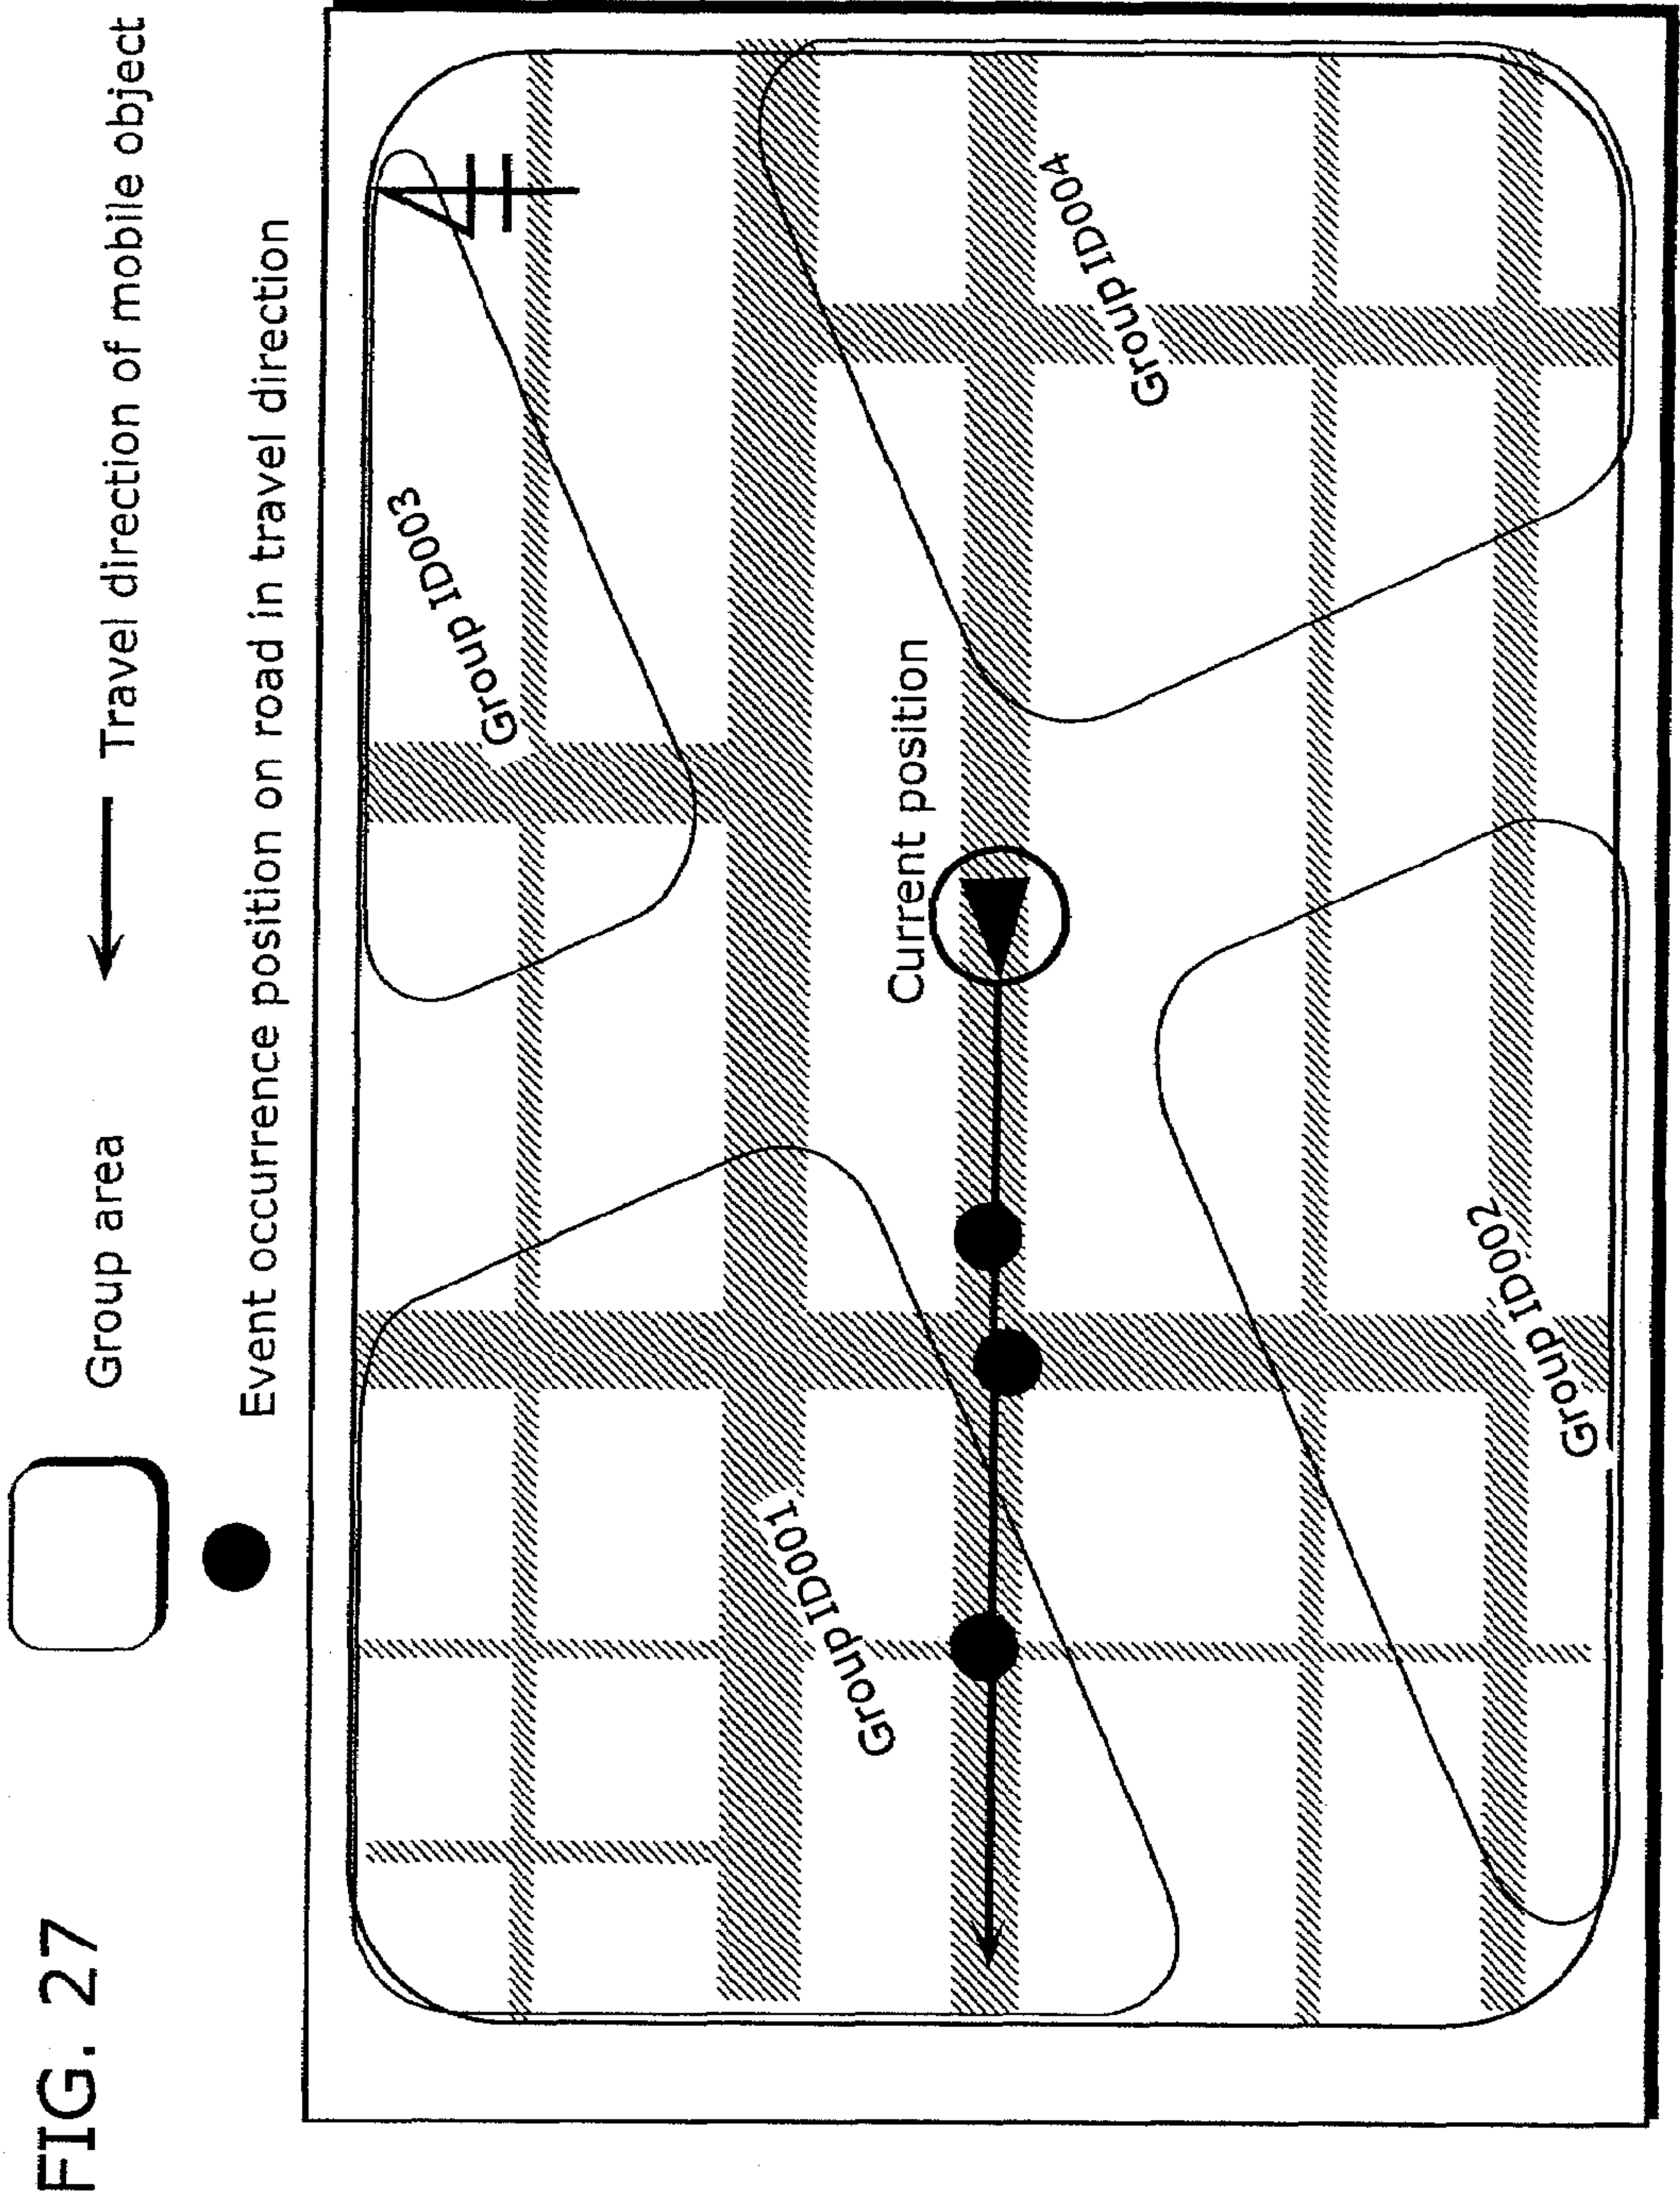 FIG. 27
Group area
Travel direction of mobile object
Event occurrence position on road in travel direction
Group ID003
Current position
Group ID004
Group ID001
Group ID002